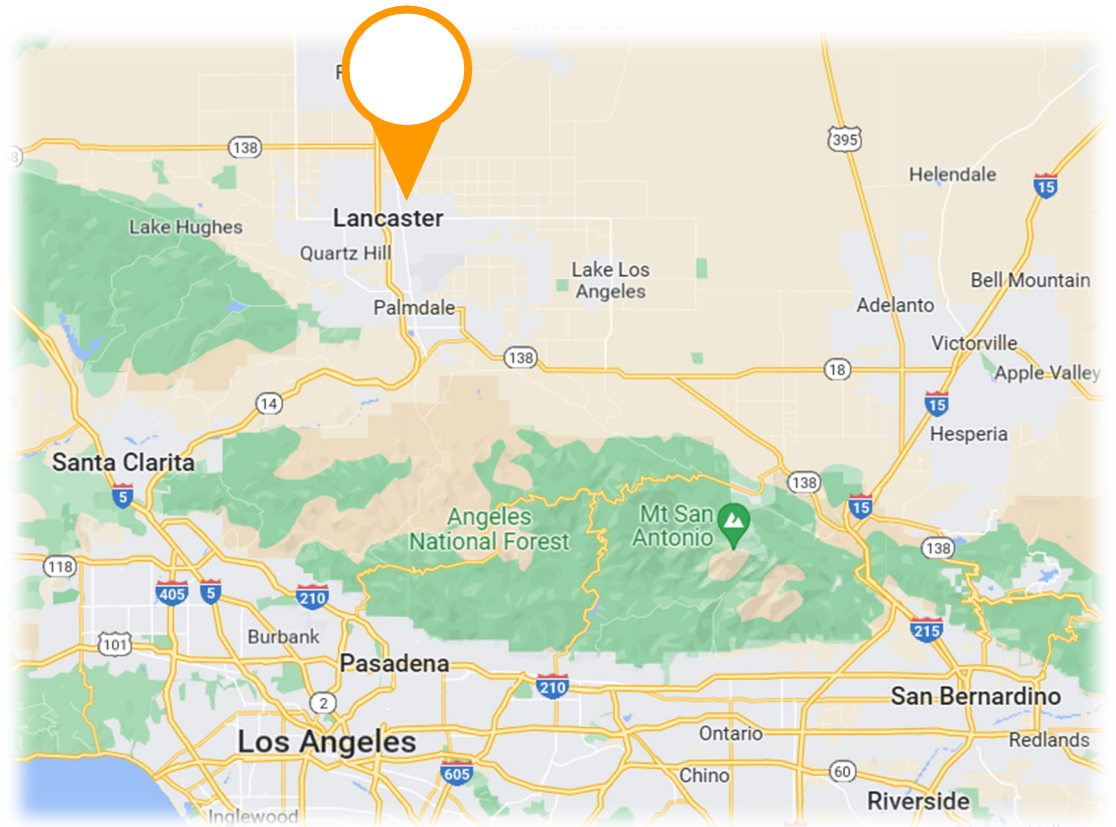 138
395
Helendale
15
Lancaster
Lake Hughes
Quartz Hill
Lake Los
Angeles
Bell Mountain
Palmdale
Adelanto
Victorville
138
18
Apple Valley
14
15
Hesperia
Santa Clarita
5
138
15
Angeles
National Forest
Mt San
Antonio
138
118
405
5
210
Burbank
101
215
Pasadena
210
San Bernardino
2
Los Angeles
Ontario
Redlands
605
Chino
60
Riverside
Inglewood